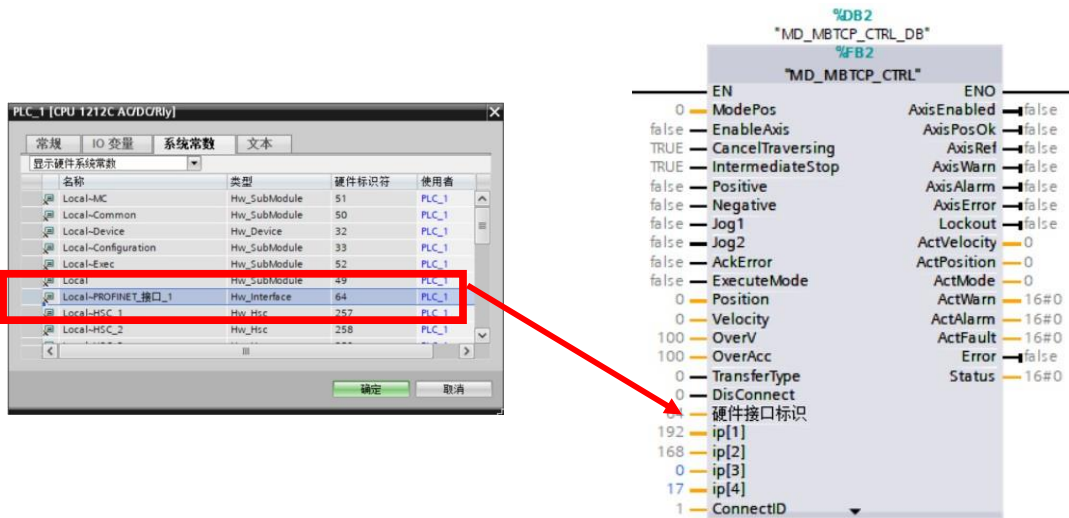 PLC_1 [CPU 1212C AC/DC/Rly]
常规 IO 变量 系统常数 文本
显示硬件系统常数
名称 类型 硬件标识符 使用者
Local~MC Hw_SubModule 51 PLC_1
Local~Common Hw_SubModule 50 PLC_1
Local~Device Hw_Device 32 PLC_1
Local~Configuration Hw_SubModule 33 PLC_1
Local~Exec Hw_SubModule 52 PLC_1
Local Hw_SubModule 49 PLC_1
Local~PROFINET_接口_1 Hw_Interface 64 PLC_1
Local~HSC_1 Hw_Hsc 257 PLC_1
Local~HSC_2 Hw_Hsc 258 PLC_1
确定 取消
%DB2
"MD_MBTCP_CTRL_DB"
%FB2
"MD_MBTCP_CTRL"
EN ENO
0 ModePos AxisEnabled false
false EnableAxis AxisPosOk false
TRUE CancelTraversing AxisRef false
TRUE IntermediateStop AxisWarn false
false Positive AxisAlarm false
false Negative AxisError false
false Jog1 Lockout false
false Jog2 ActVelocity 0
false AckError ActPosition 0
false ExecuteMode ActMode 0
0 Position ActWarn 16#0
0 Velocity ActAlarm 16#0
100 OverV ActFault 16#0
100 OverAcc Error false
0 TransferType Status 16#0
0 DisConnect
64 硬件接口标识
192 ip[1]
168 ip[2]
0 ip[3]
17 ip[4]
1 ConnectID